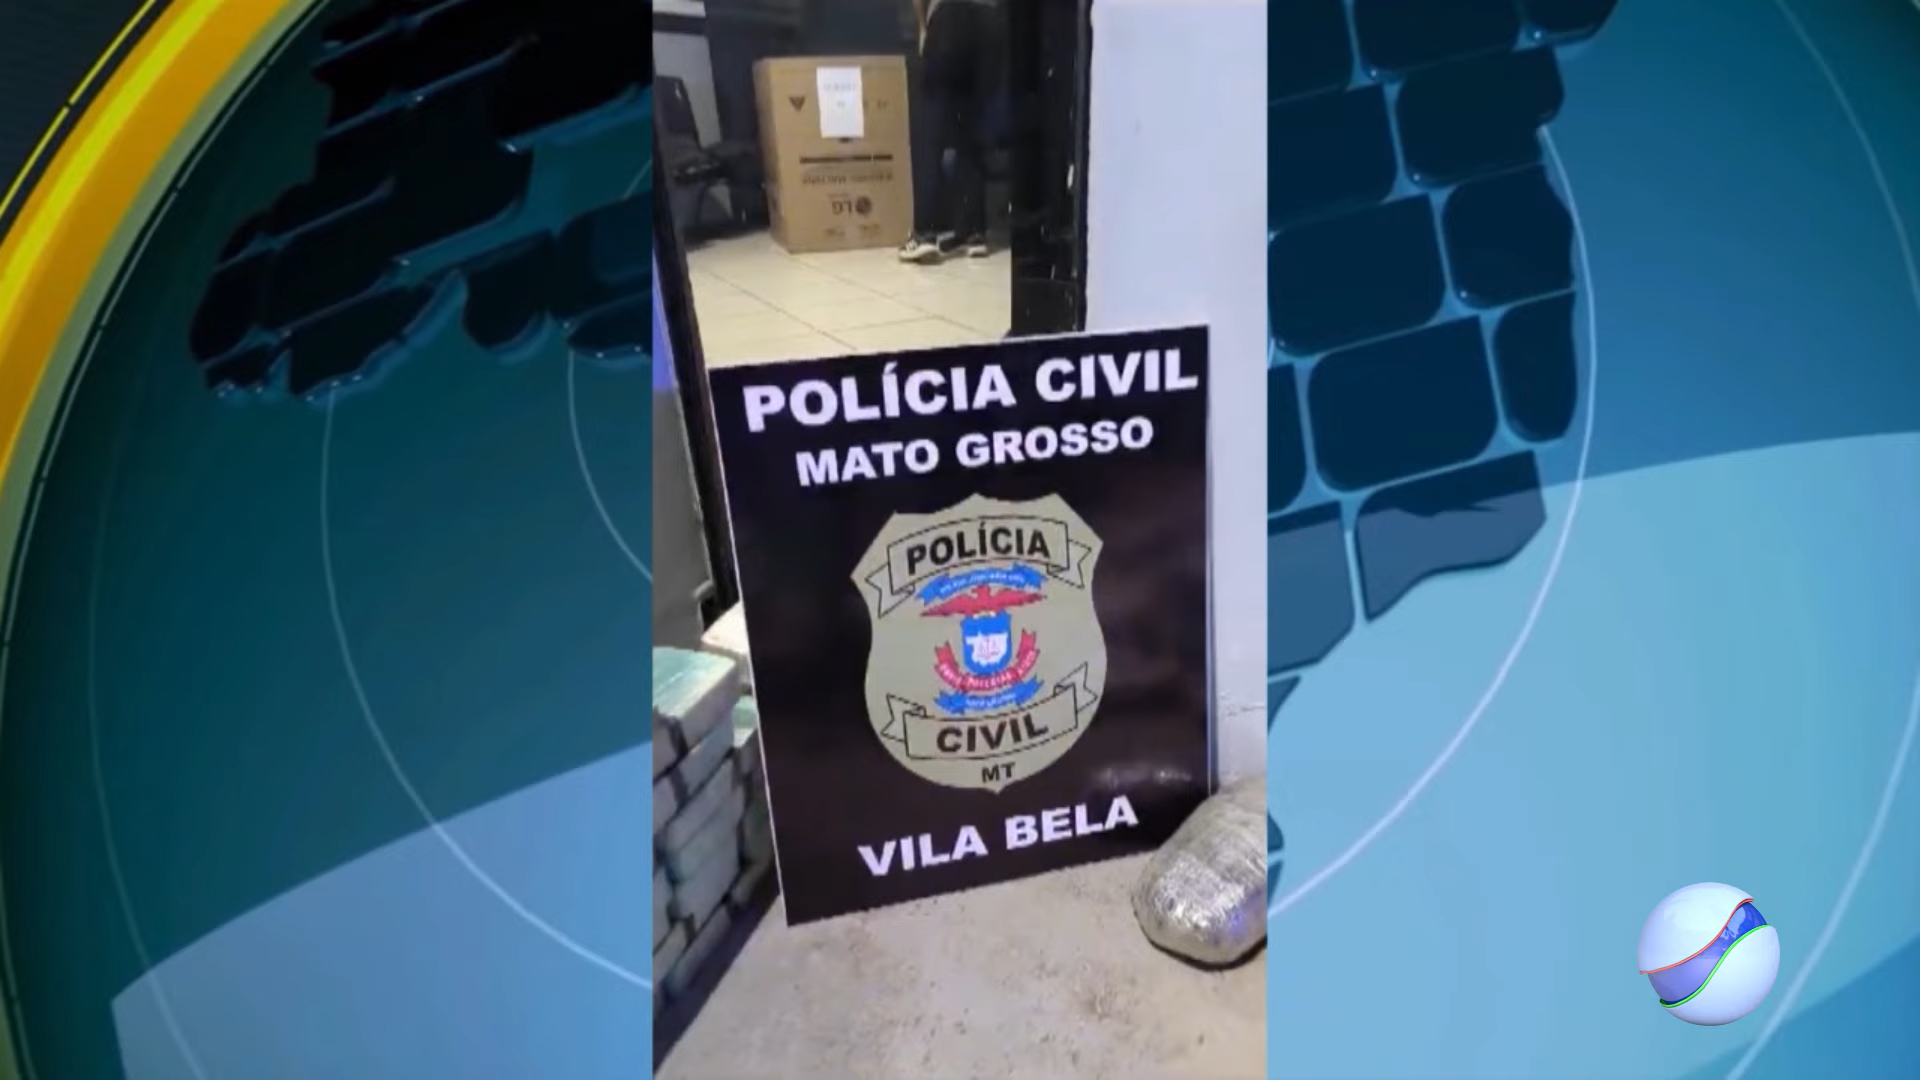 LG
POLÍCIA CIVIL
MATO GROSSO
POLÍCIA
CIVIL
MT
VILA BELA